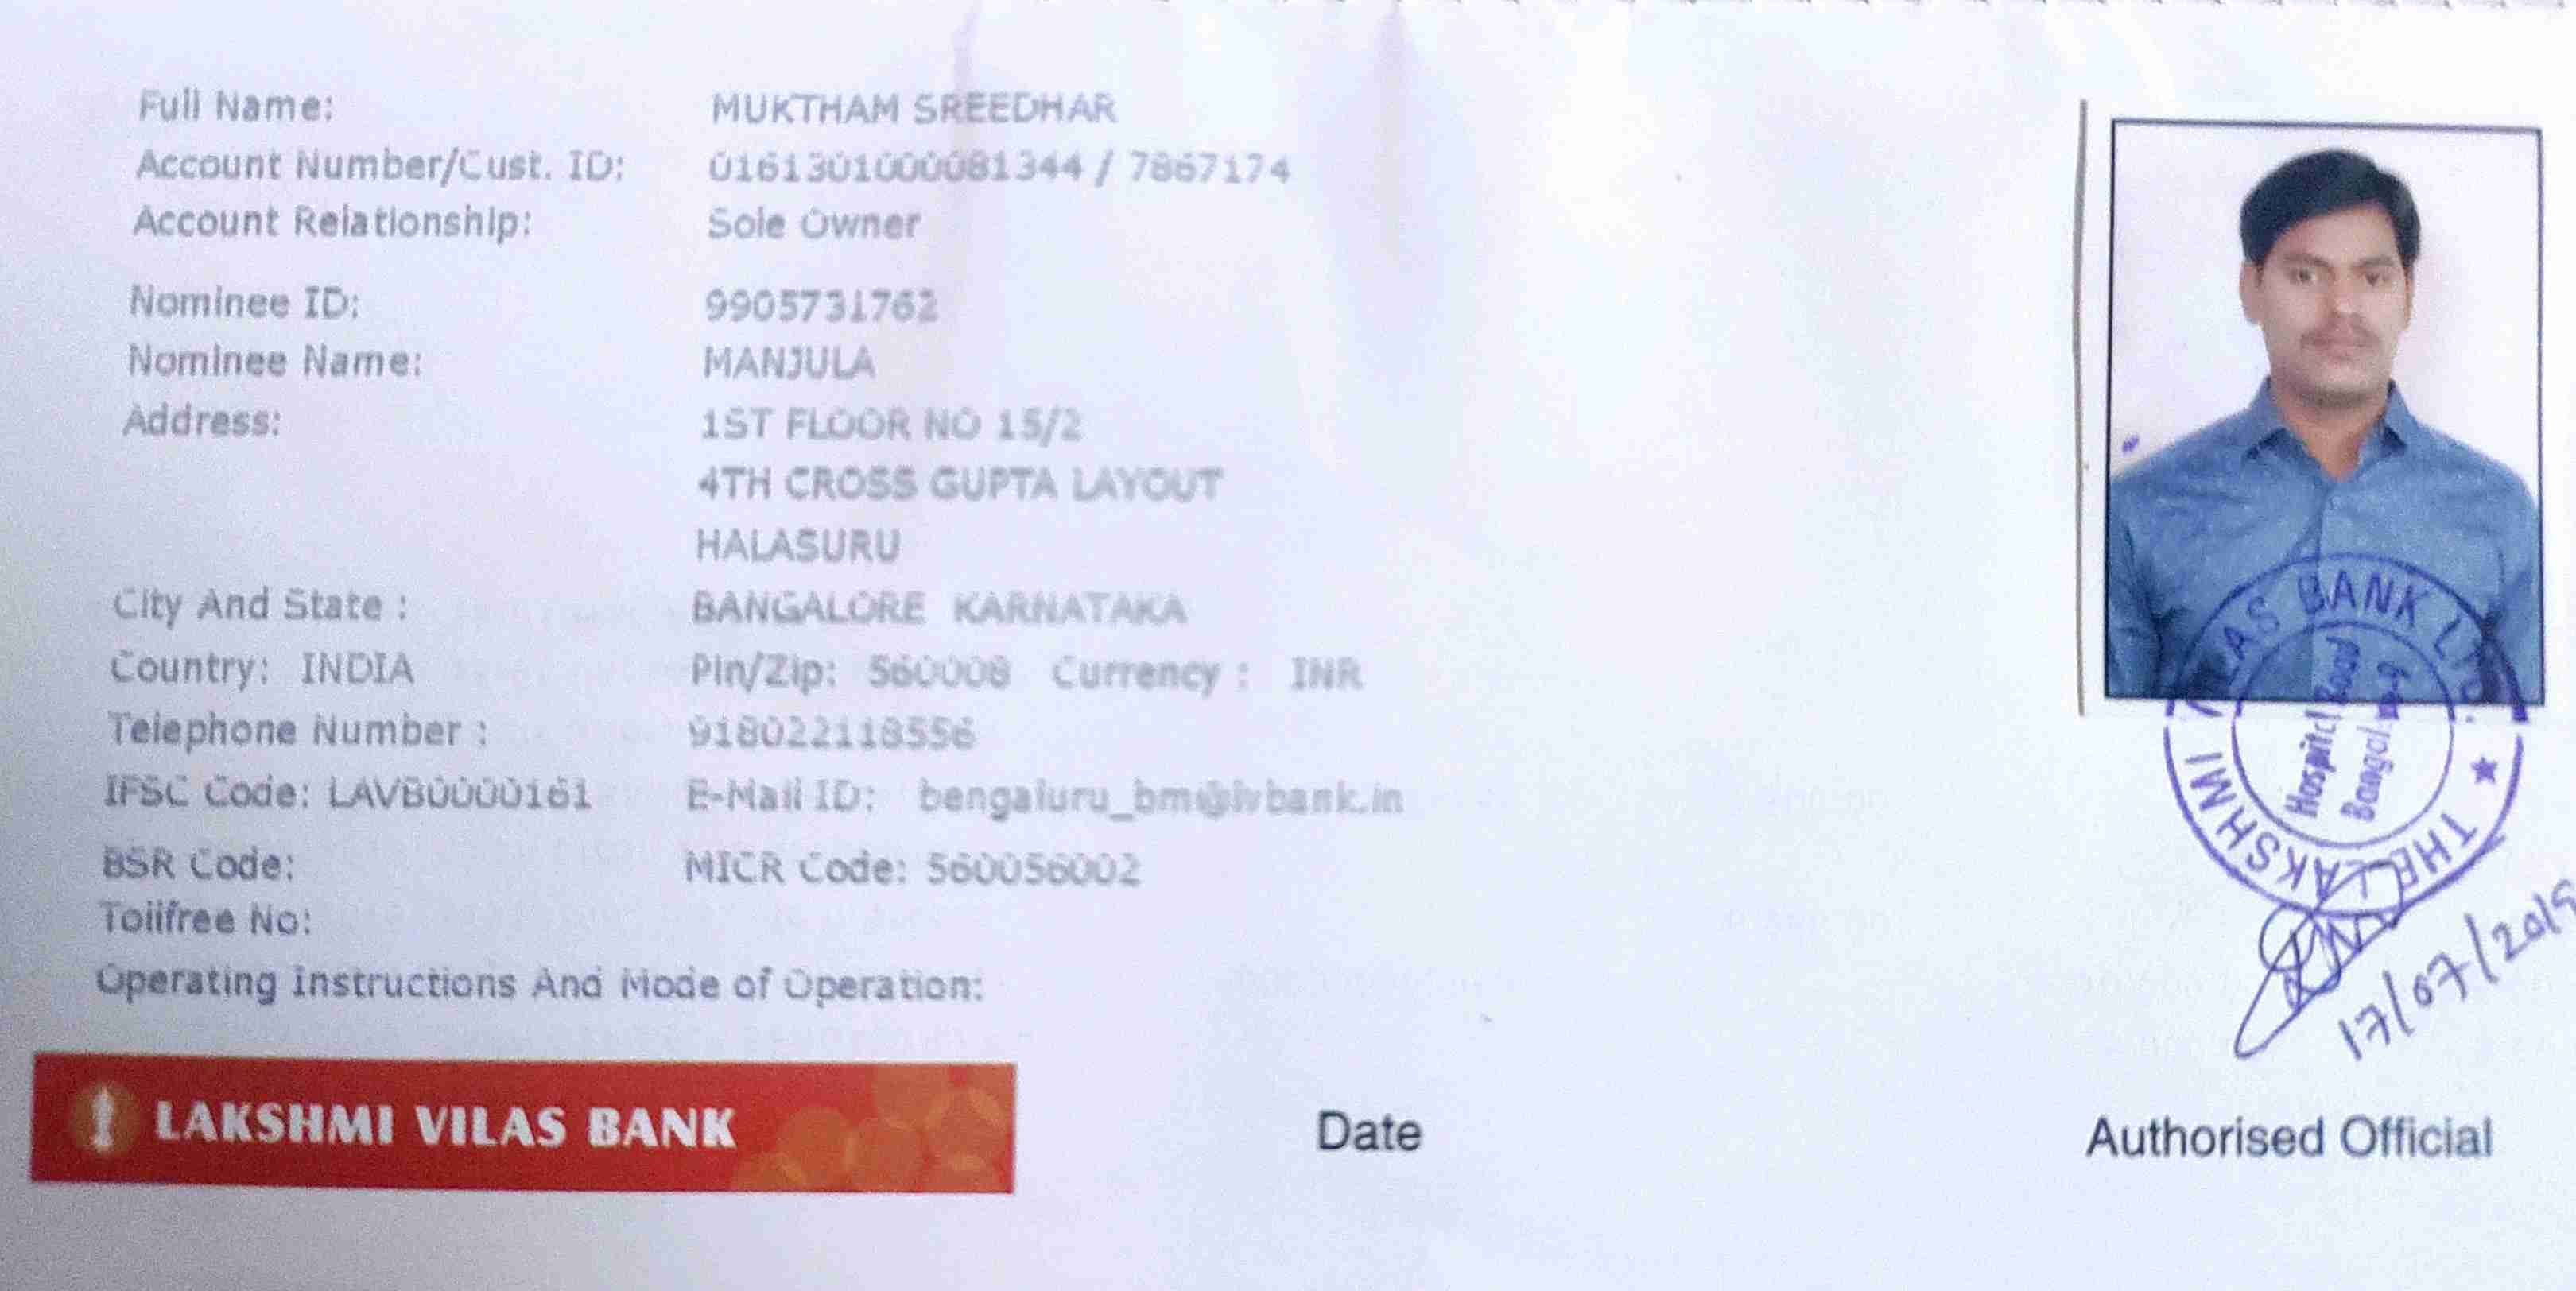 Full Name: MUKTHAM SREEDHAR
Account Number/Cust. ID: 0161301000081344 / 7867174
Account Relationship: Sole Owner
Nominee ID: 9905731762
Nominee Name: MANJULA
Address: 1ST FLOOR NO 15/2
4TH CROSS GUPTA LAYOUT
HALASURU
City And State : BANGALORE KARNATAKA
Country: INDIA Pin/Zip: 560008 Currency : INR
Telephone Number : 918022118556
IFSC Code: LAVB0000161 E-Mail ID: bengaluru_bm@lvbank.in
BSR Code: MICR Code: 560056002
Tollfree No:
Operating Instructions And Mode of Operation:
THE LAKSHMI VILAS BANK LTD. ★
Hospital Road
17/07/2019
LAKSHMI VILAS BANK
Date
Authorised Official